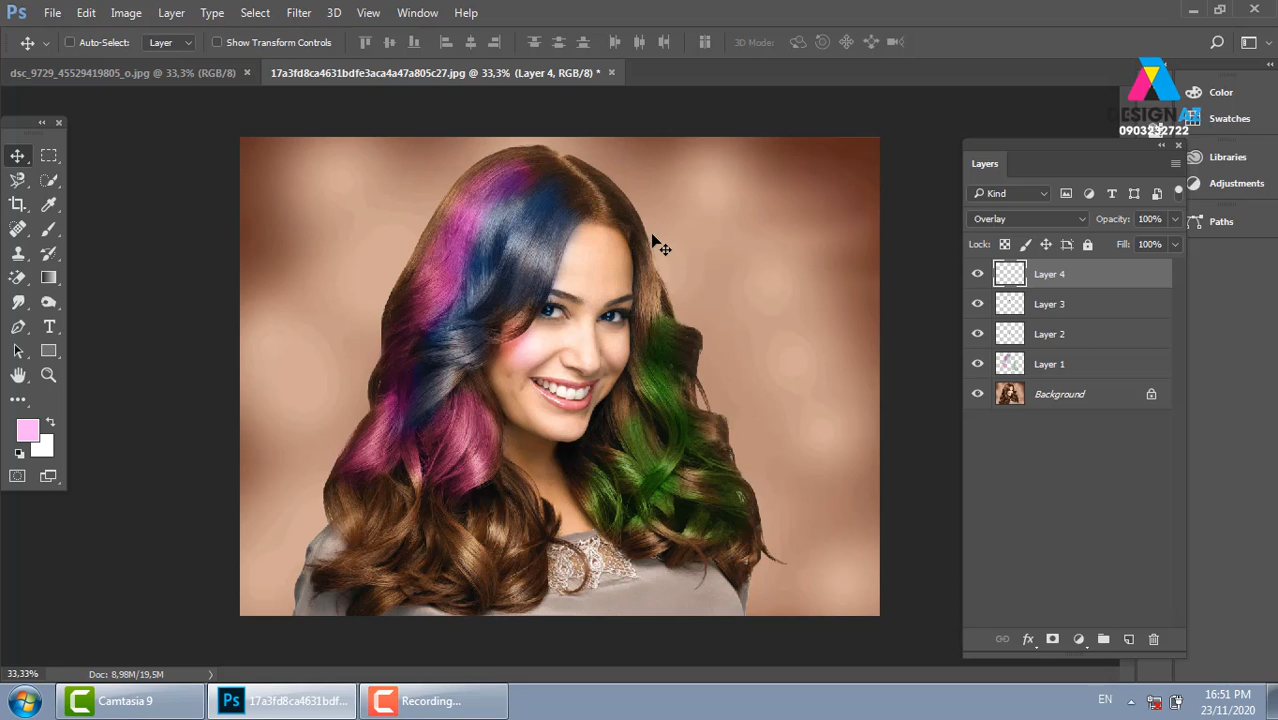 Ps File Edit Image Layer Type Select Filter 3D View Window Help
Auto-Select: Layer Show Transform Controls 3D Mode:
dsc_9729_45529419805_o.jpg @ 33,3% (RGB/8) × 17a3fd8ca4631bdfe3aca4a47a805c27.jpg @ 33,3% (Layer 4, RGB/8) * ×
DESIGN
0903232722
Color
Swatches
Libraries
Adjustments
Paths
Layers
Kind
Overlay Opacity: 100%
Lock: Fill: 100%
Layer 4
Layer 3
Layer 2
Layer 1
Background
fx
33,33% Doc: 8,98M/19,5M
Camtasia 9 Ps 17a3fd8ca4631bdf... Recording... EN 16:51 PM
23/11/2020